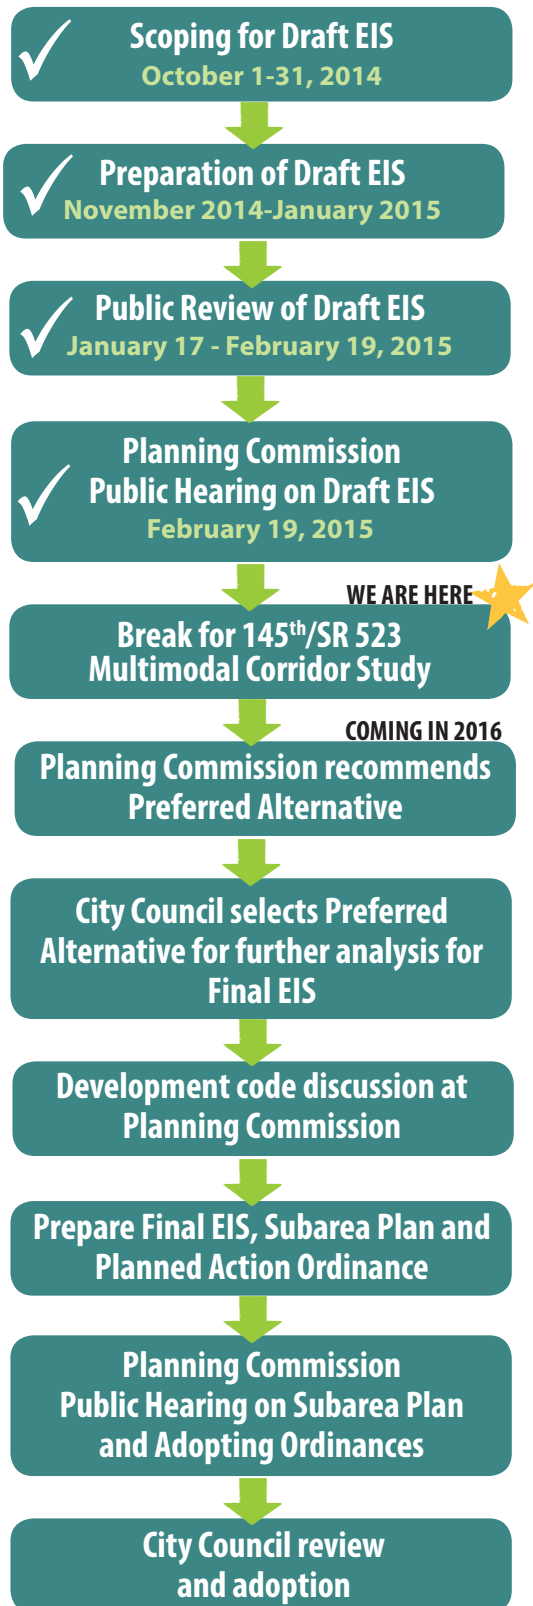 Scoping for Draft EIS
October 1-31, 2014
Preparation of Draft EIS
November 2014-January 2015
Public Review of Draft EIS
January 17 - February 19, 2015
Planning Commission
Public Hearing on Draft EIS
February 19, 2015
WE ARE HERE
Break for 145th/SR 523
Multimodal Corridor Study
COMING IN 2016
Planning Commission recommends
Preferred Alternative
City Council selects Preferred
Alternative for further analysis for
Final EIS
Development code discussion at
Planning Commission
Prepare Final EIS, Subarea Plan and
Planned Action Ordinance
Planning Commission
Public Hearing on Subarea Plan
and Adopting Ordinances
City Council review
and adoption